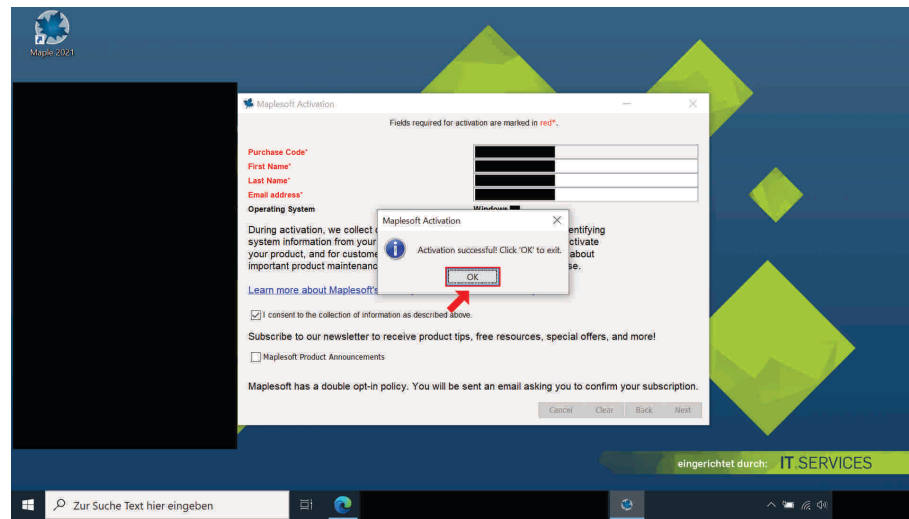 Maple 2021
Maplesoft Activation
Fields required for activation are marked in red*.
Purchase Code*
First Name*
Last Name*
Email address*
Operating System Windows
During activation, we collect entifying
system information from your ctivate
your product, and for custome about
important product maintenanc se.
Learn more about Maplesoft's
Maplesoft Activation
Activation successful! Click 'OK' to exit.
OK
I consent to the collection of information as described above.
Subscribe to our newsletter to receive product tips, free resources, special offers, and more!
Maplesoft Product Announcements
Maplesoft has a double opt-in policy. You will be sent an email asking you to confirm your subscription.
Cancel Clear Back Next
eingerichtet durch: IT.SERVICES
Zur Suche Text hier eingeben